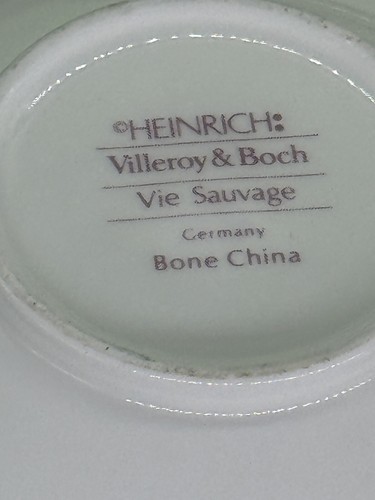 ©HEINRICH:
Villeroy & Boch
Vie Sauvage
Germany
Bone China